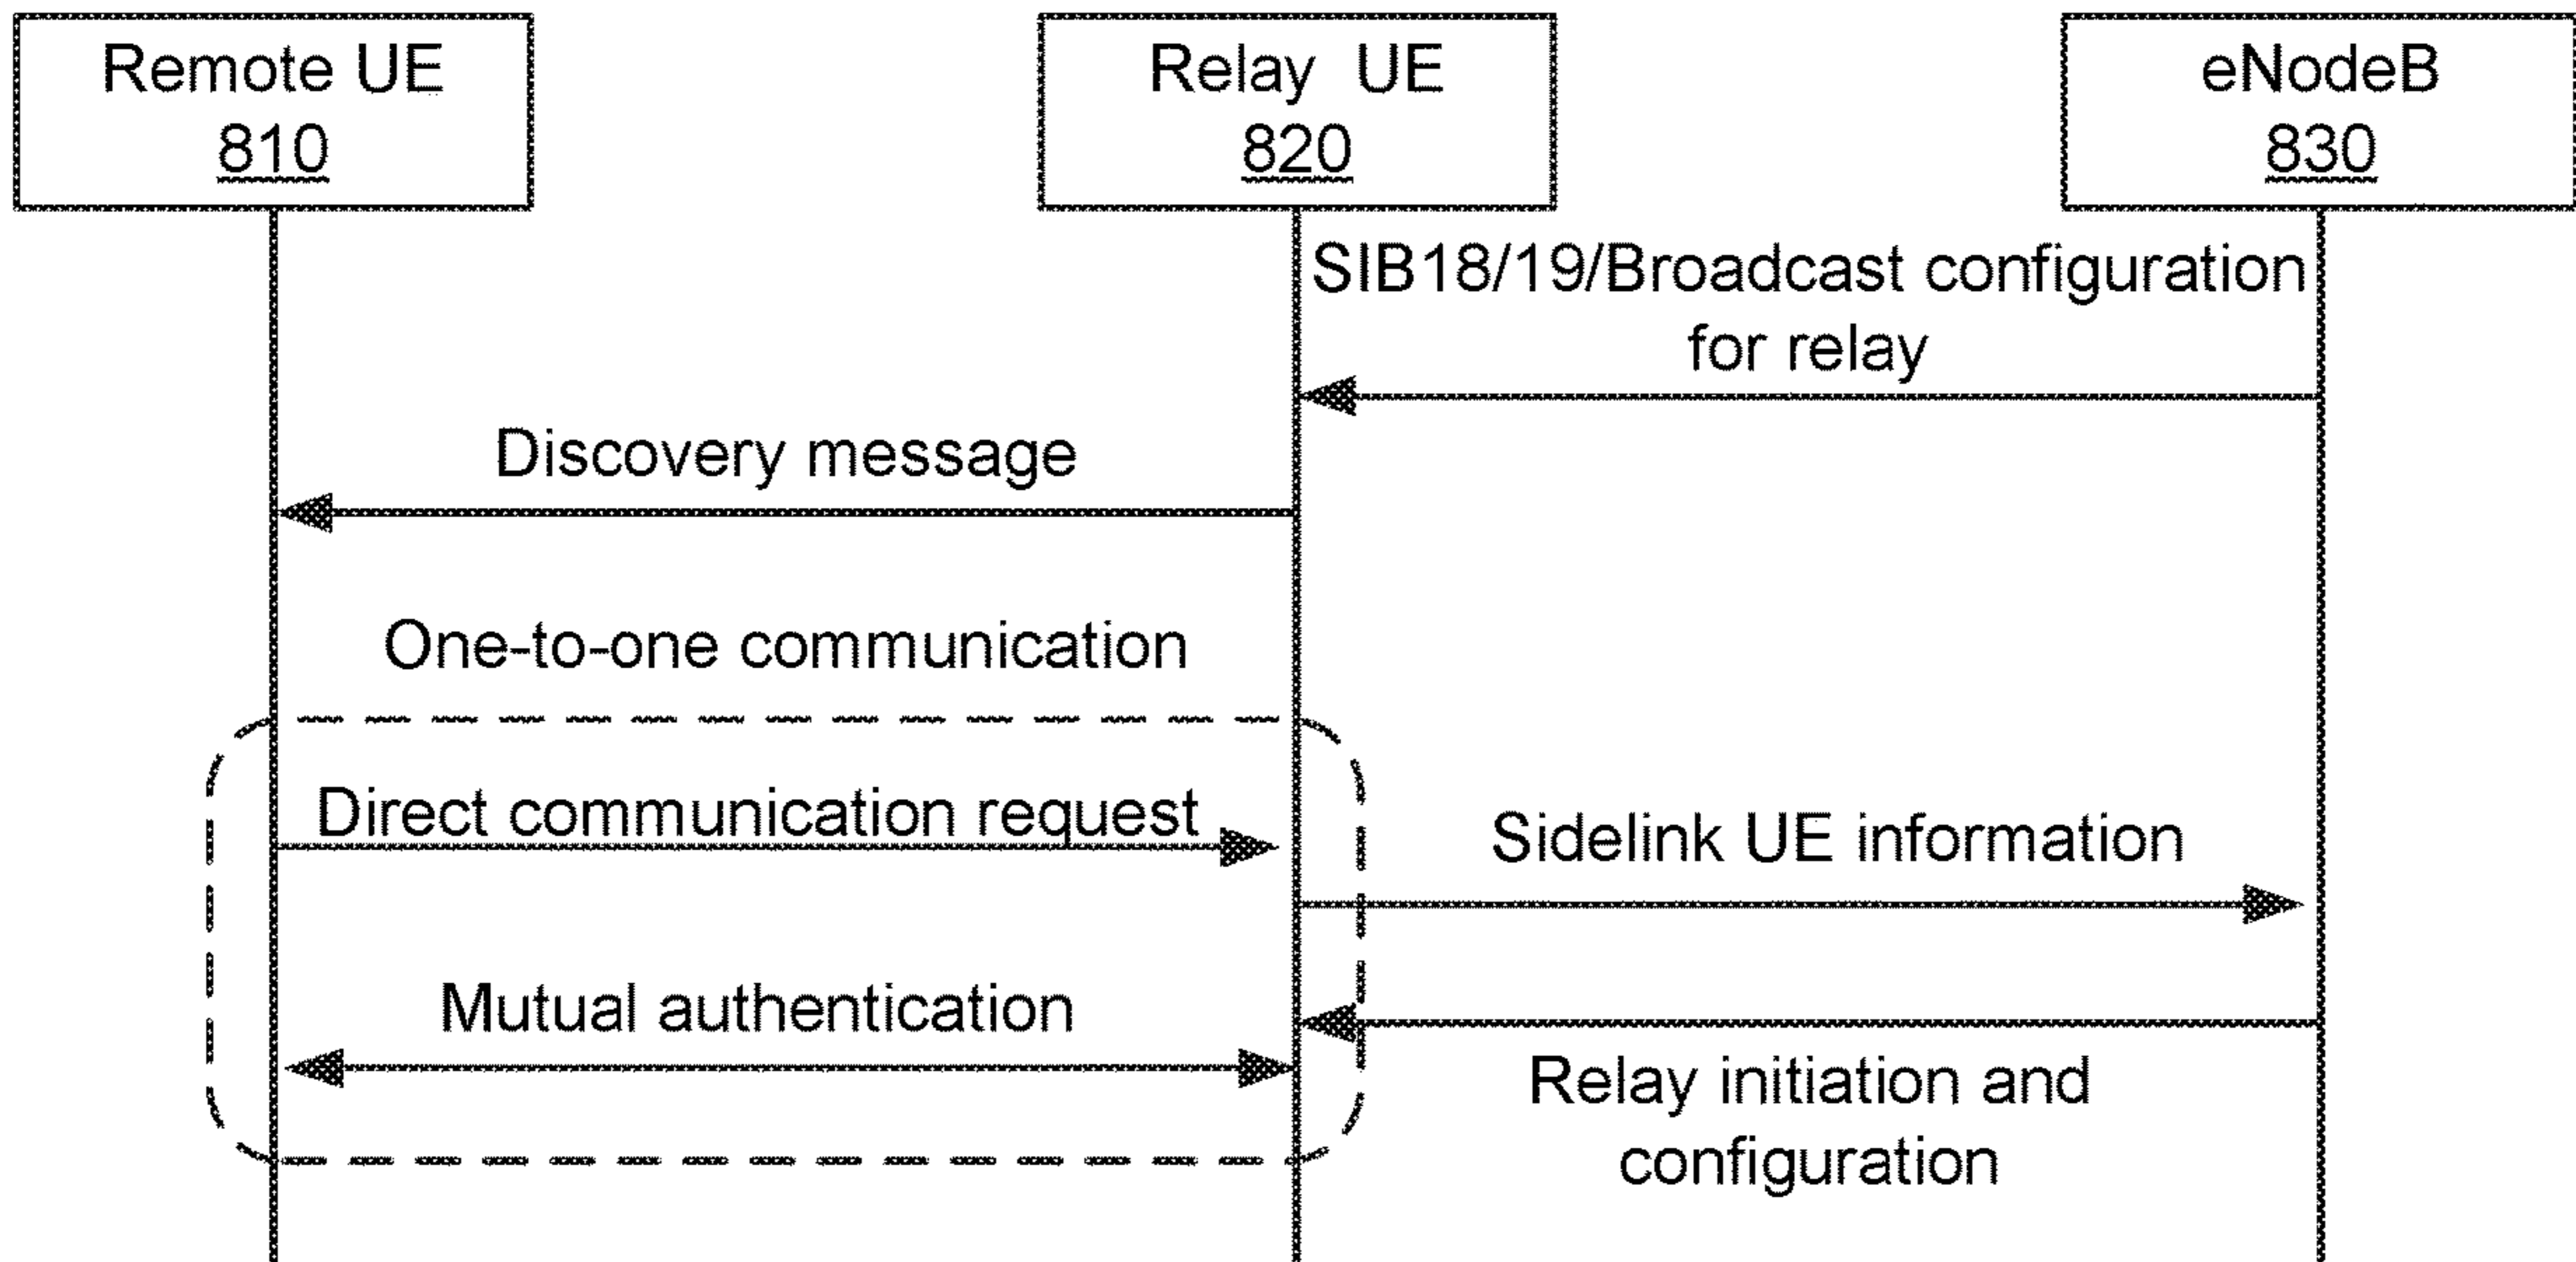 Remote UE
810
Relay UE
820
eNodeB
830
SIB18/19/Broadcast configuration
for relay
Discovery message
One-to-one communication
Direct communication request
Sidelink UE information
Mutual authentication
Relay initiation and
configuration